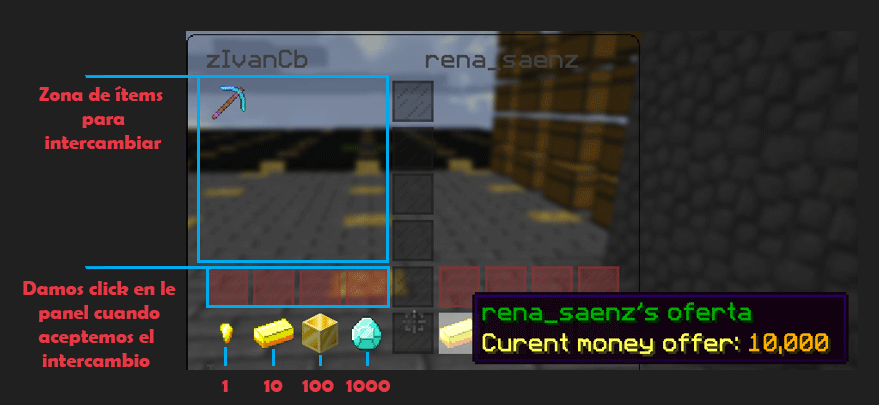 zIvanCb
rena_saenz
Zona de ítems
para
intercambiar
Damos click en le
panel cuando
aceptemos el
intercambio
rena_saenz's oferta
Curent money offer: 10,000
1
10
100
1000